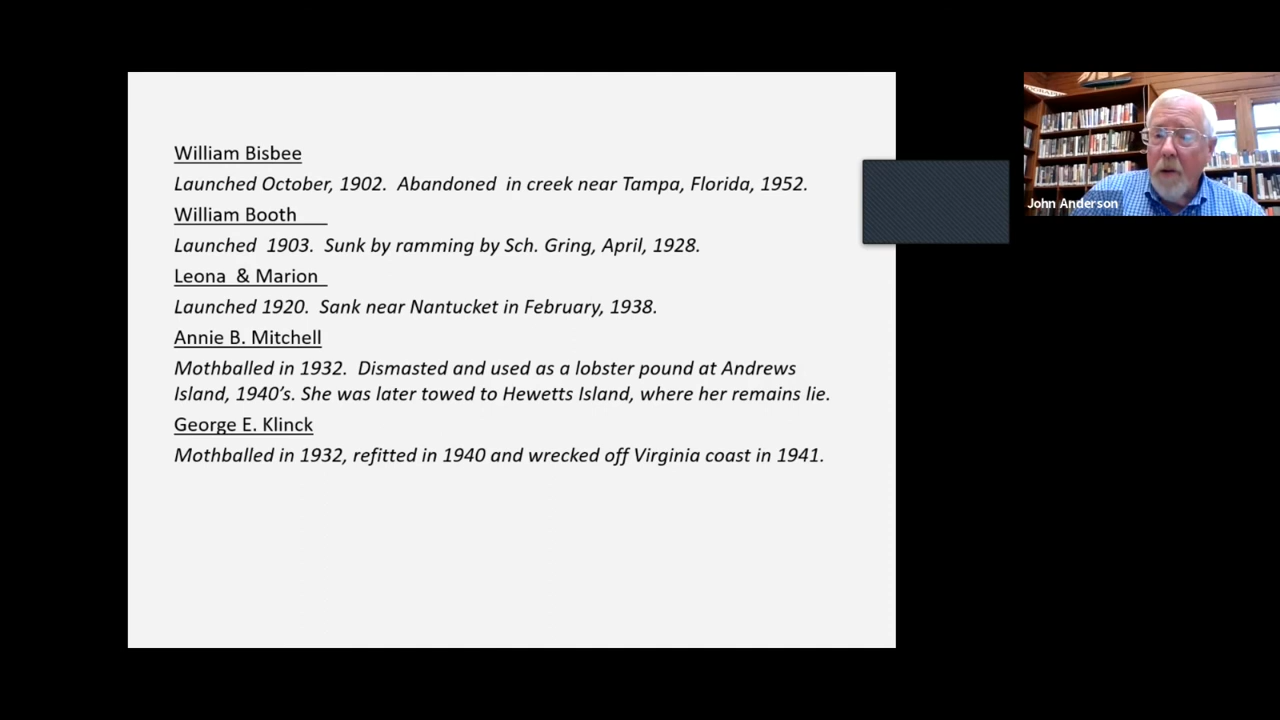 William Bisbee
Launched October, 1902. Abandoned in creek near Tampa, Florida, 1952.
William Booth
Launched 1903. Sunk by ramming by Sch. Gring, April, 1928.
Leona & Marion
Launched 1920. Sank near Nantucket in February, 1938.
Annie B. Mitchell
Mothballed in 1932. Dismasted and used as a lobster pound at Andrews
Island, 1940’s. She was later towed to Hewetts Island, where her remains lie.
George E. Klinck
Mothballed in 1932, refitted in 1940 and wrecked off Virginia coast in 1941.
John Anderson